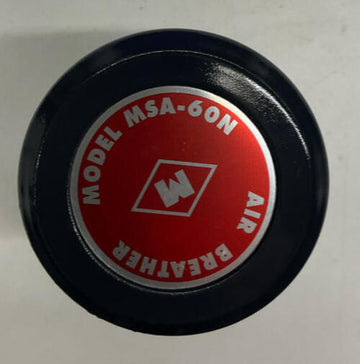 MODEL MSA-60N
M
AIR BREATHER